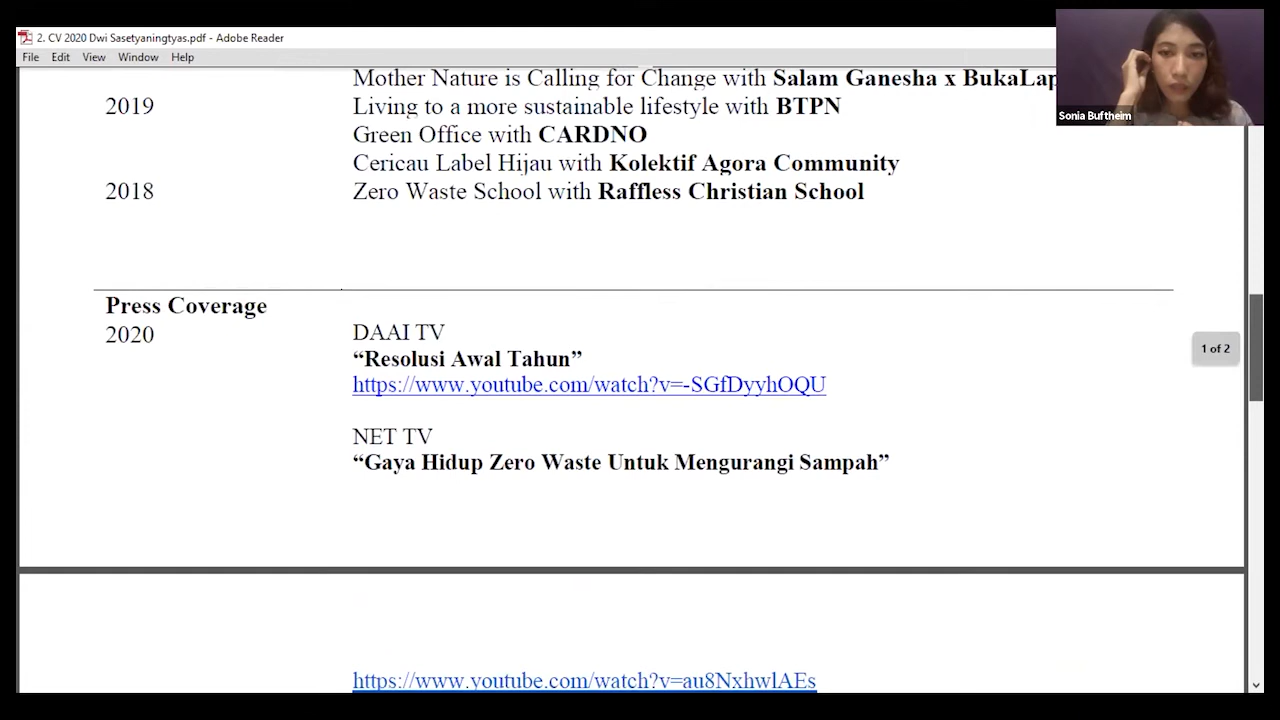 2. CV 2020 Dwi Sasetyaningtyas.pdf - Adobe Reader
File Edit View Window Help
Mother Nature is Calling for Change with Salam Ganesha x BukaLap
Sonia Buftheim
2019 Living to a more sustainable lifestyle with BTPN
Green Office with CARDNO
Cericau Label Hijau with Kolektif Agora Community
2018 Zero Waste School with Raffless Christian School
Press Coverage
2020 DAAI TV
1 of 2
“Resolusi Awal Tahun”
https://www.youtube.com/watch?v=-SGfDyyhOQU
NET TV
“Gaya Hidup Zero Waste Untuk Mengurangi Sampah”
https://www.youtube.com/watch?v=au8NxhwlAEs